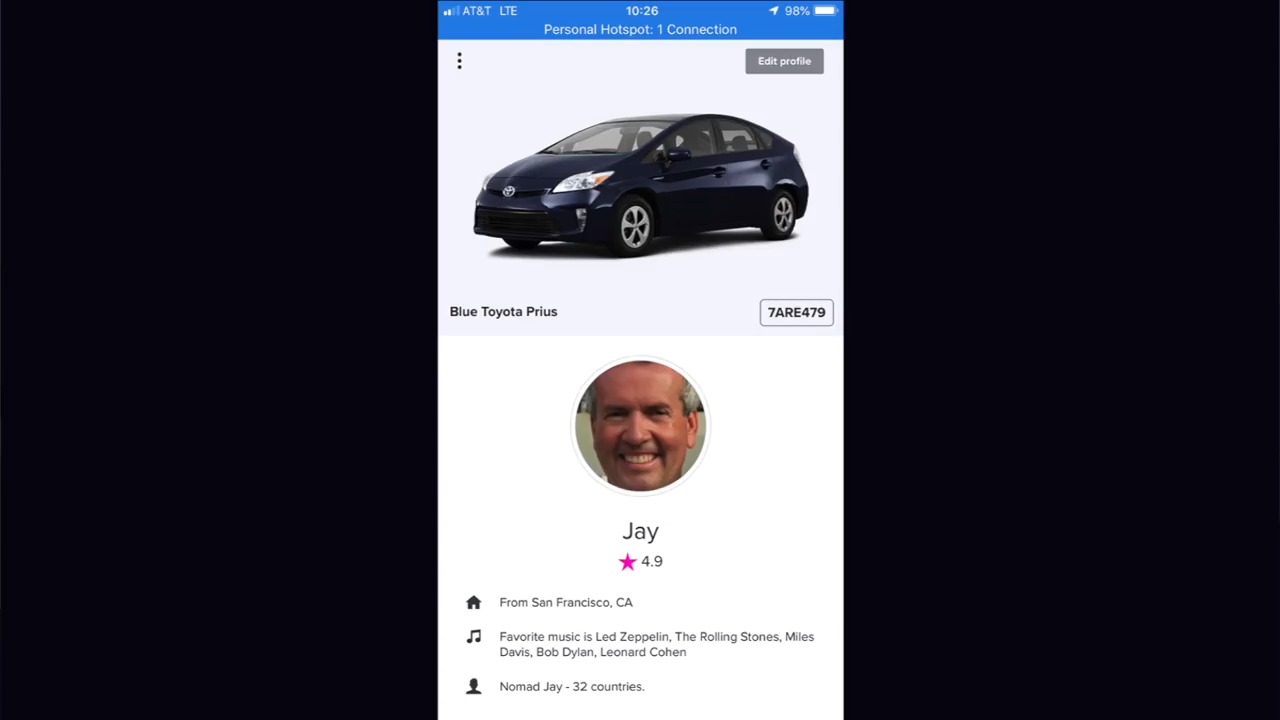 AT&T LTE 10:26 98%
Personal Hotspot: 1 Connection
Edit profile
Blue Toyota Prius 7ARE479
Jay
4.9
From San Francisco, CA
Favorite music is Led Zeppelin, The Rolling Stones, Miles
Davis, Bob Dylan, Leonard Cohen
Nomad Jay - 32 countries.